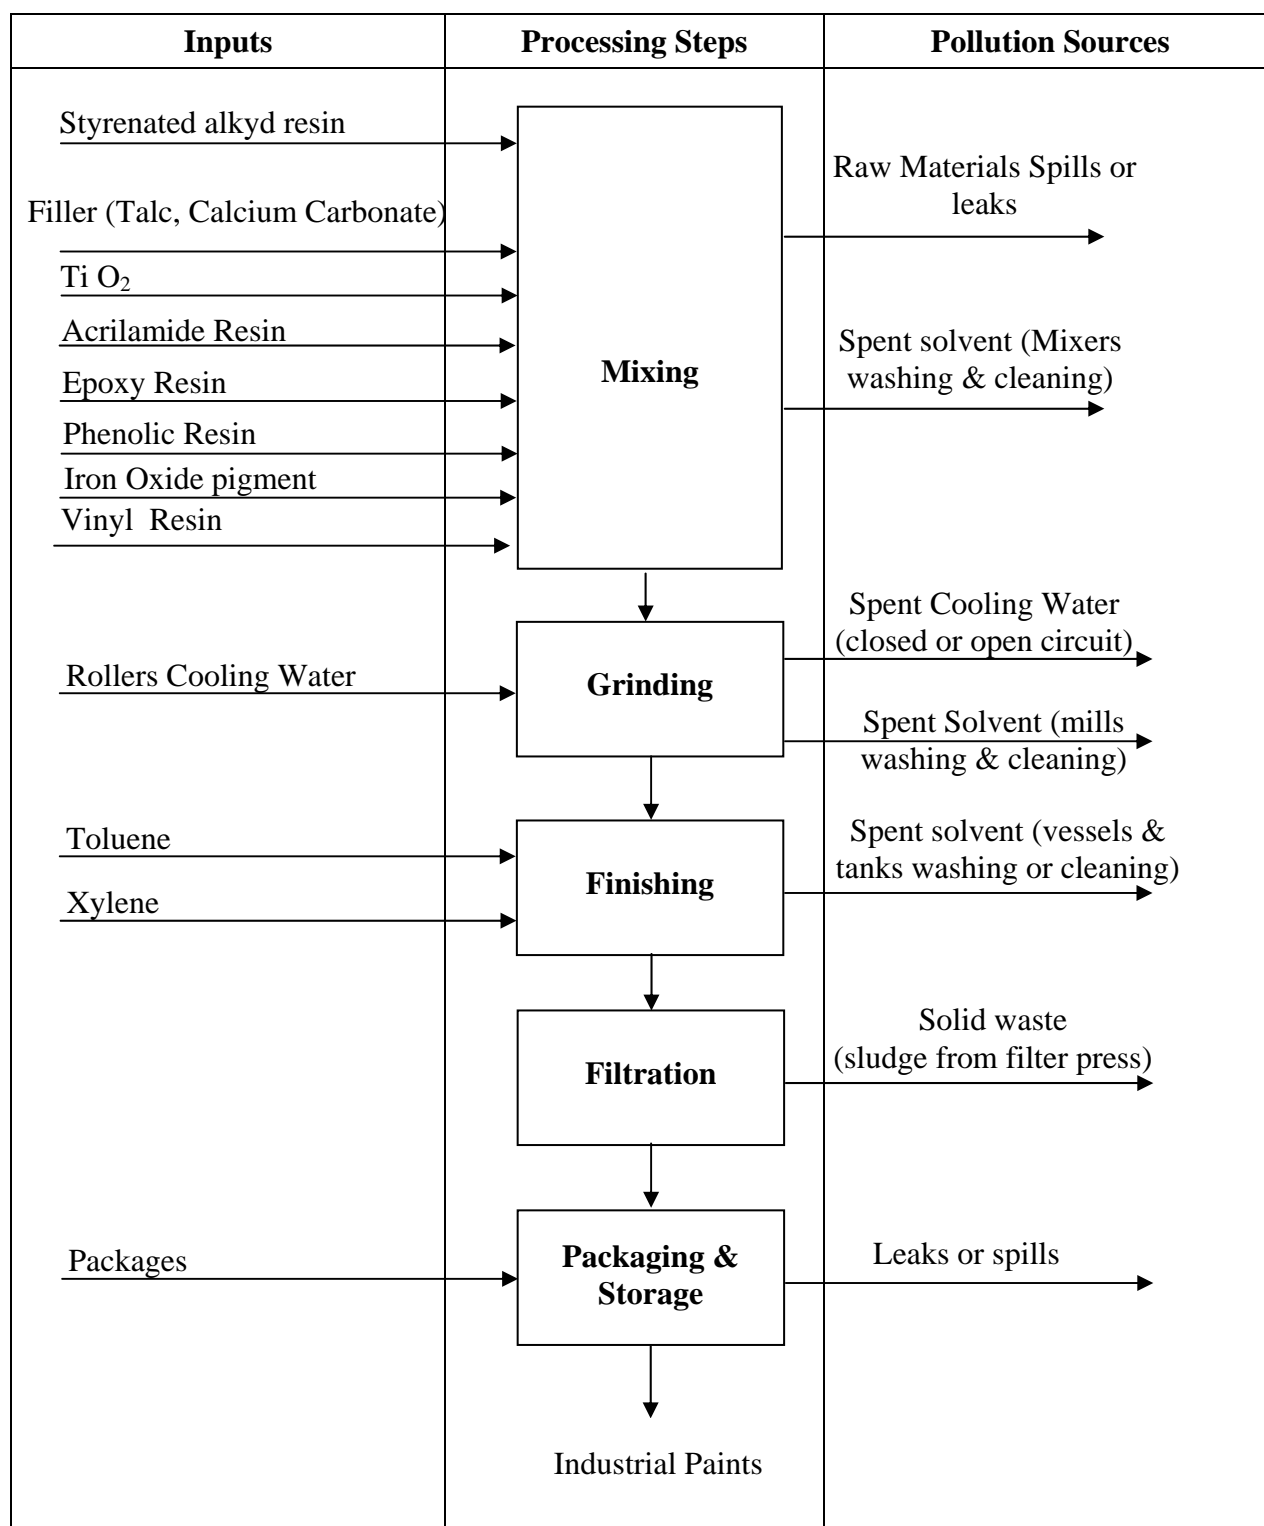 Inputs
Processing Steps
Pollution Sources
Styrenated alkyd resin
Filler (Talc, Calcium Carbonate)
Ti O₂
Acrilamide Resin
Epoxy Resin
Phenolic Resin
Iron Oxide pigment
Vinyl Resin
Mixing
Raw Materials Spills or
leaks
Spent solvent (Mixers
washing & cleaning)
Rollers Cooling Water
Grinding
Spent Cooling Water
(closed or open circuit)
Spent Solvent (mills
washing & cleaning)
Toluene
Xylene
Finishing
Spent solvent (vessels &
tanks washing or cleaning)
Filtration
Solid waste
(sludge from filter press)
Packages
Packaging &
Storage
Leaks or spills
Industrial Paints